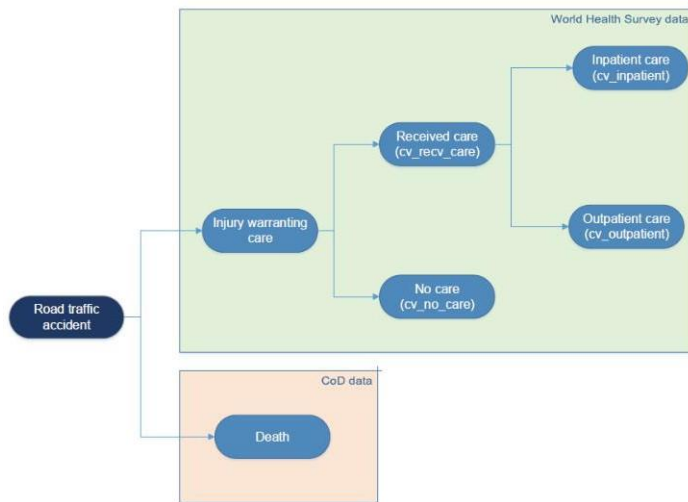 World Health Survey data
Inpatient care
(cv_inpatient)
Received care
(cv_recv_care)
Injury warranting
care
Outpatient care
(cv_outpatient)
No care
(cv_no_care)
Road traffic
accident
CoD data
Death